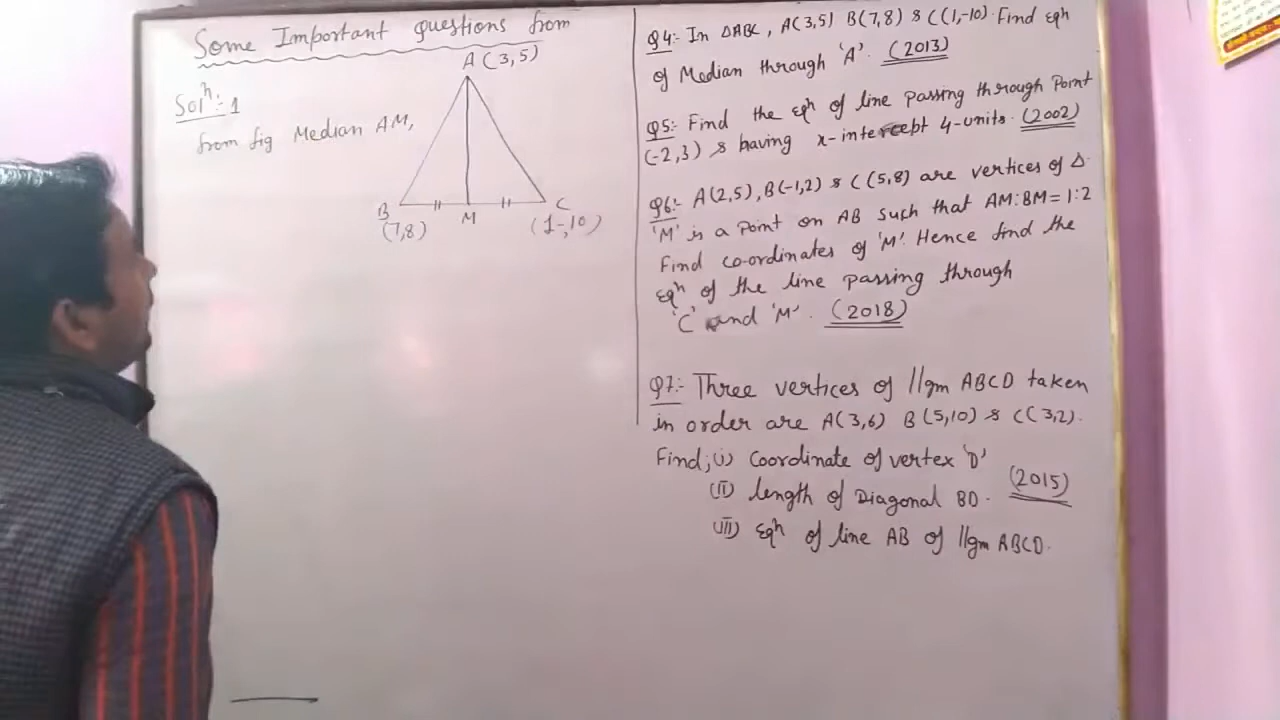 Some Important Questions from
Solⁿ:-1
from fig Median AM,
A (3,5)
B
(7,8)
M
C
(1-,10)
Q4:- In ΔABC, A(3,5) B(7,8) & C(1,-10). Find eqⁿ
of Median through 'A'. (2013)
Q5:- Find the eqⁿ of line passing through Point
(-2,3) & having x-intercept 4-units. (2002)
Q6:- A(2,5), B(-1,2) & C(5,8) are vertices of Δ.
'M' is a point on AB such that AM:BM=1:2
Find co-ordinates of 'M'. Hence find the
eqⁿ of the line passing through
'C' and 'M'. (2018)
Q7:- Three vertices of //gm ABCD taken
in order are A(3,6) B(5,10) & C(3,2).
Find; (i) Coordinate of vertex 'D'
(ii) length of Diagonal BD. (2015)
(iii) eqⁿ of line AB of //gm ABCD.